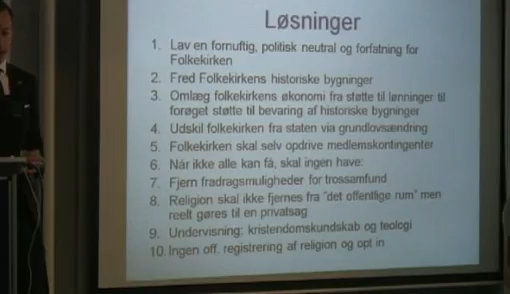 Løsninger
1. Lav en fornuftig, politisk neutral og forfatning for
Folkekirken
2. Fred Folkekirkens historiske bygninger
3. Omlæg folkekirkens økonomi fra støtte til lønninger til
forøget støtte til bevaring af historiske bygninger
4. Udskil folkekirken fra staten via grundlovsændring
5. Folkekirken skal selv opdrive medlemskontingenter
6. Når ikke alle kan få, skal ingen have:
7. Fjern fradragsmuligheder for trossamfund
8. Religion skal ikke fjernes fra "det offentlige rum" men
reelt gøres til en privatsag
9. Undervisning: kristendomskundskab og teologi
10. Ingen off. registrering af religion og opt in